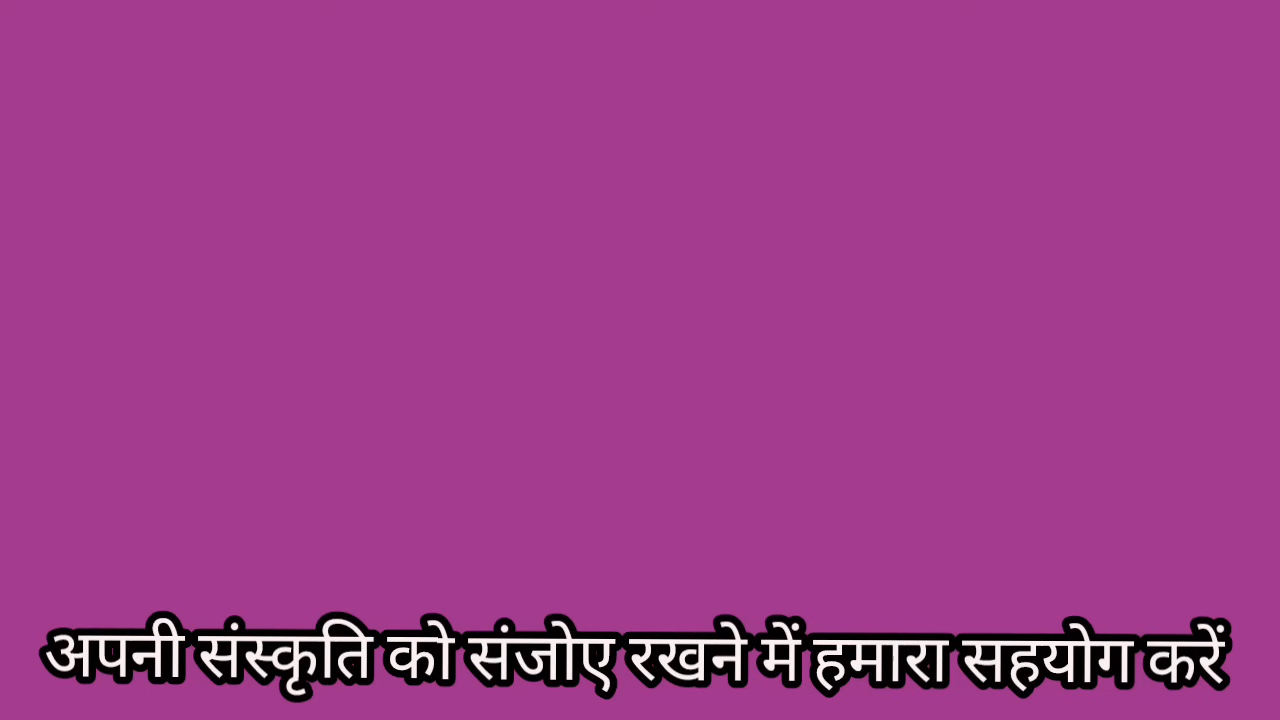 अपनी संस्कृति को संजोए रखने में हमारा सहयोग करें